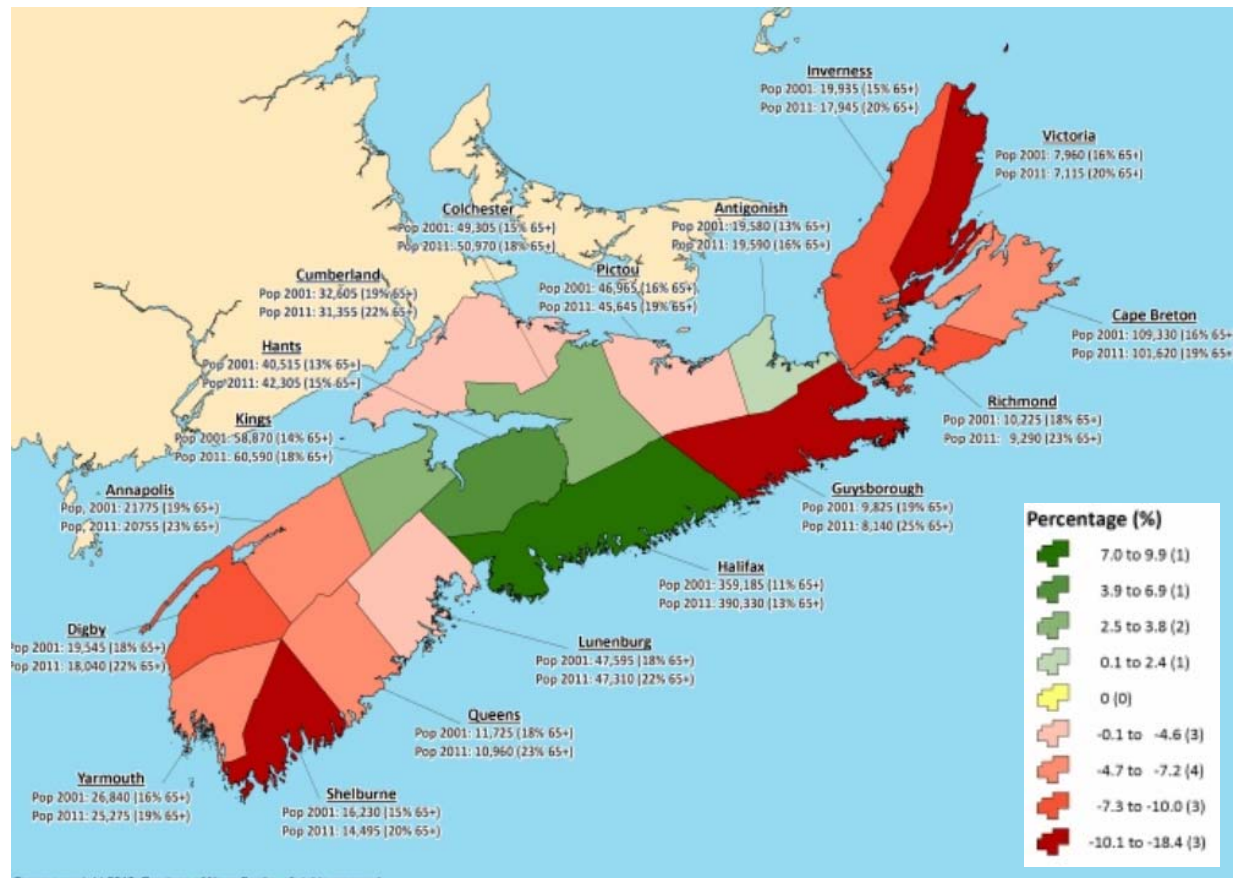 Inverness
Pop 2001: 19,935 (15% 65+)
Pop 2011: 17,945 (20% 65+)
Victoria
Pop 2001: 7,960 (16% 65+)
Pop 2011: 7,115 (20% 65+)
Colchester
Pop 2001: 49,305 (15% 65+)
Pop 2011: 50,970 (18% 65+)
Antigonish
Pop 2001: 19,580 (13% 65+)
Pop 2011: 19,590 (16% 65+)
Cumberland
Pop 2001: 32,605 (19% 65+)
Pop 2011: 31,355 (22% 65+)
Pictou
Pop 2001: 46,965 (16% 65+)
Pop 2011: 45,645 (19% 65+)
Cape Breton
Pop 2001: 109,330 (16% 65+
Pop 2011: 101,620 (19% 65+
Hants
Pop 2001: 40,515 (13% 65+)
Pop 2011: 42,305 (15% 65+)
Kings
Pop 2001: 58,870 (14% 65+)
Pop 2011: 60,590 (18% 65+)
Richmond
Pop 2001: 10,225 (18% 65+)
Pop 2011: 9,290 (23% 65+)
Annapolis
Pop, 2001: 21775 (19% 65+)
Pop, 2011: 20755 (23% 65+)
Guysborough
Pop 2001: 9,825 (19% 65+)
Pop 2011: 8,140 (25% 65+)
Halifax
Pop 2001: 359,185 (11% 65+)
Pop 2011: 390,330 (13% 65+)
Digby
Pop 2001: 19,545 (18% 65+)
Pop 2011: 18,040 (22% 65+)
Lunenburg
Pop 2001: 47,595 (18% 65+)
Pop 2011: 47,310 (22% 65+)
Queens
Pop 2001: 11,725 (18% 65+)
Pop 2011: 10,960 (23% 65+)
Yarmouth
Pop 2001: 26,840 (16% 65+)
Pop 2011: 25,275 (19% 65+)
Shelburne
Pop 2001: 16,230 (15% 65+)
Pop 2011: 14,495 (20% 65+)
Percentage (%)
7.0 to 9.9 (1)
3.9 to 6.9 (1)
2.5 to 3.8 (2)
0.1 to 2.4 (1)
0 (0)
-0.1 to -4.6 (3)
-4.7 to -7.2 (4)
-7.3 to -10.0 (3)
-10.1 to -18.4 (3)